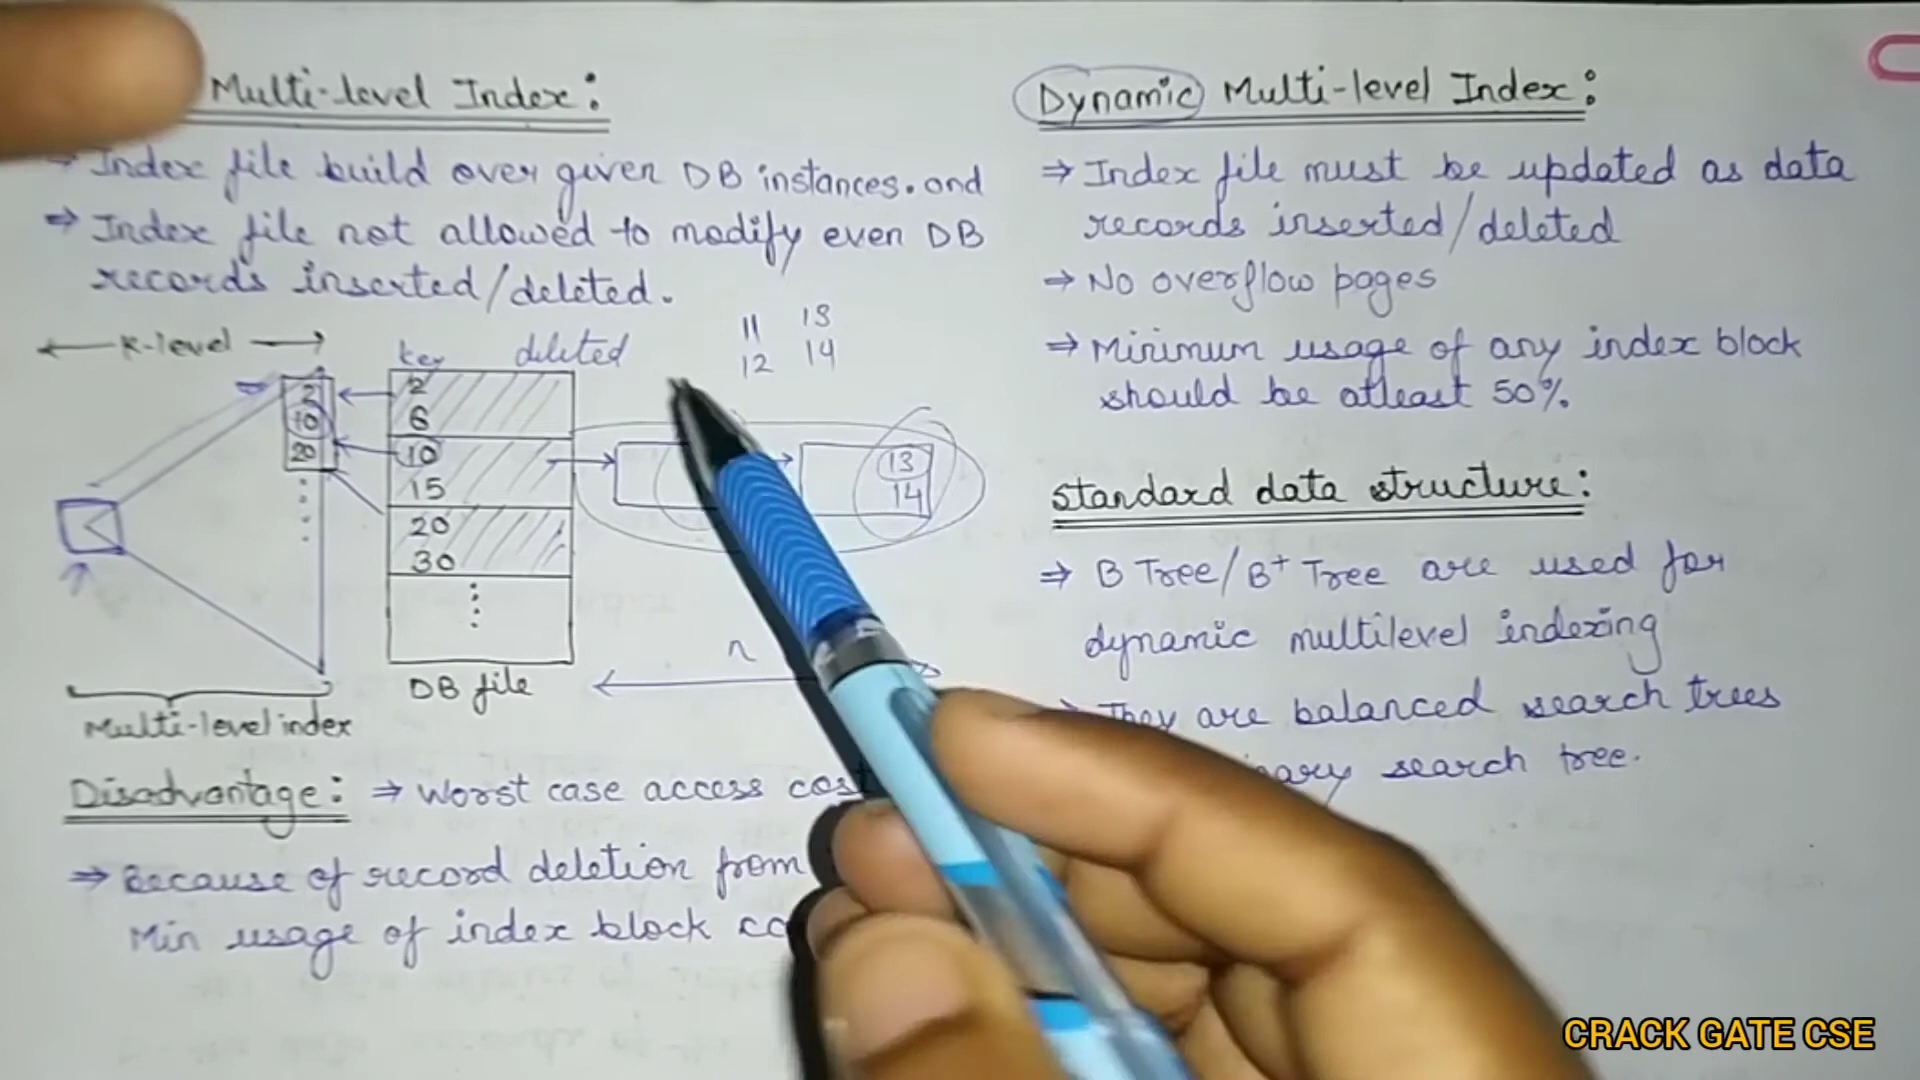 Multi-level Index:
Index file build over given DB instances. and
⇒ Index file not allowed to modify even DB
records inserted/deleted.
K-level
key
deleted
11 13
12 14
2
10
20
2
6
10
15
20
30
13
14
n
DB file
Multi-level index
Disadvantage: ⇒ Worst case access cost
⇒ Because of record deletion from
Min usage of index block
Dynamic Multi-level Index:
⇒ Index file must be updated as data
records inserted/deleted
⇒ No overflow pages
⇒ Minimum usage of any index block
should be atleast 50%.
Standard data structure:
⇒ B Tree/B+ Tree are used for
dynamic multilevel indexing
They are balanced search trees
search tree.
CRACK GATE CSE